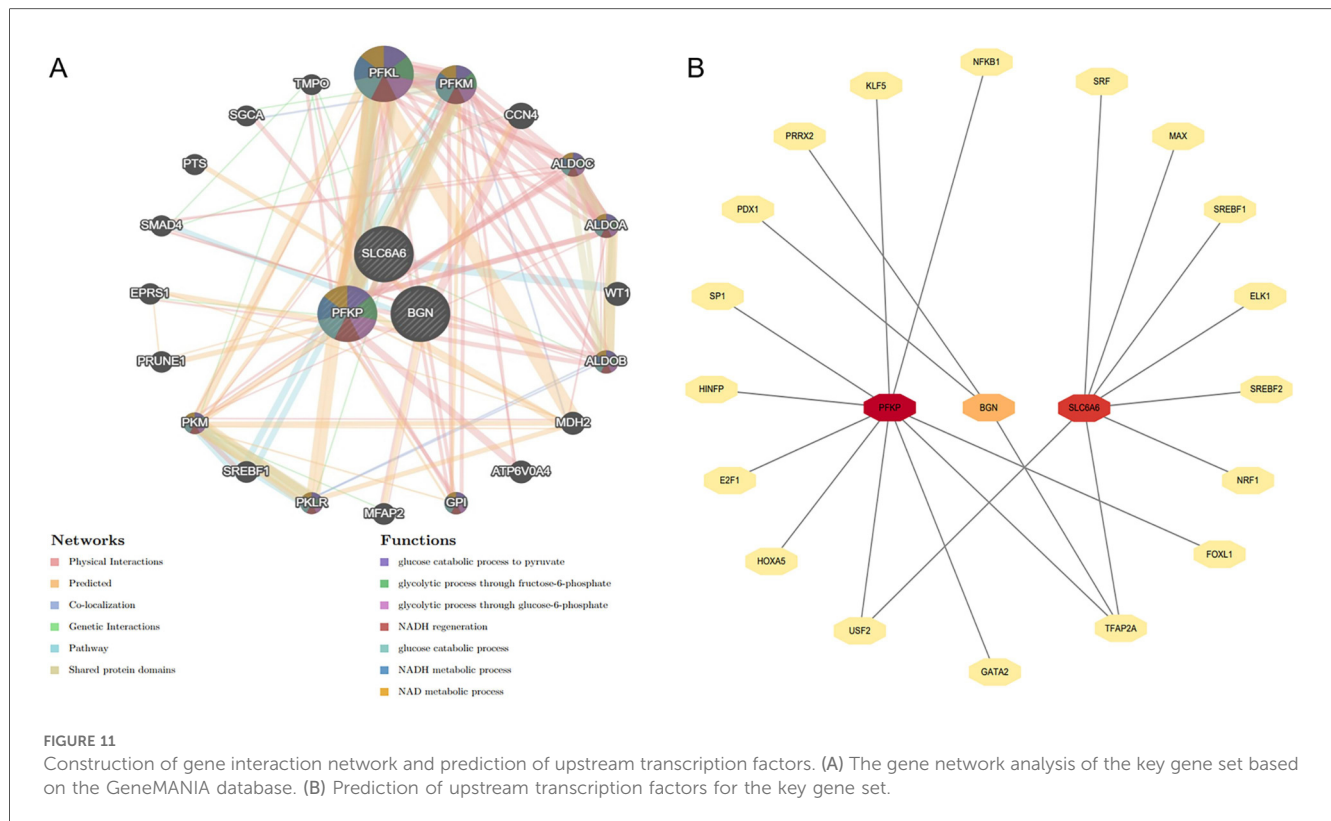 A
PFKL
PFKM
TMPO
SGCA
CCN4
PTS
ALDOC
SMAD4
ALDOA
SLC6A6
EPRS1
WT1
PFKP
BGN
PRUNE1
ALDOB
PKM
MDH2
SREBF1
ATP6V0A4
PKLR
MFAP2
GPI
Networks
Physical Interactions
Predicted
Co-localization
Genetic Interactions
Pathway
Shared protein domains
Functions
glucose catabolic process to pyruvate
glycolytic process through fructose-6-phosphate
glycolytic process through glucose-6-phosphate
NADH regeneration
glucose catabolic process
NADH metabolic process
NAD metabolic process
B
NFKB1
KLF5
SRF
PRRX2
MAX
PDX1
SREBF1
SP1
ELK1
HINFP
SREBF2
PFKP
BGN
SLC6A6
E2F1
NRF1
HOXA5
FOXL1
USF2
TFAP2A
GATA2
FIGURE 11
Construction of gene interaction network and prediction of upstream transcription factors. (A) The gene network analysis of the key gene set based
on the GeneMANIA database. (B) Prediction of upstream transcription factors for the key gene set.